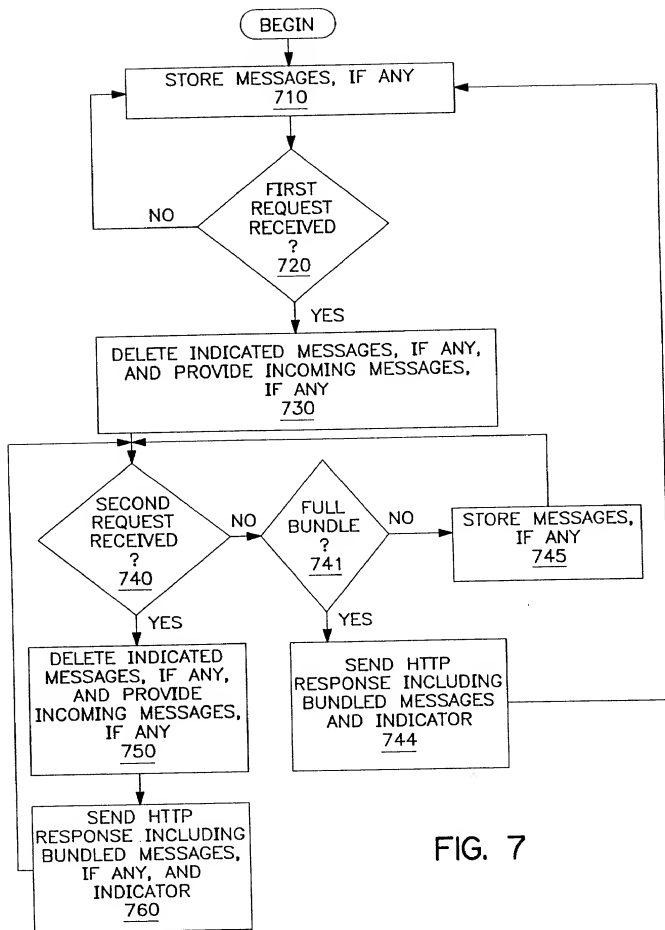 BEGIN
STORE MESSAGES, IF ANY
710
FIRST
REQUEST
RECEIVED
?
720
NO
YES
DELETE INDICATED MESSAGES, IF ANY,
AND PROVIDE INCOMING MESSAGES,
IF ANY
730
SECOND
REQUEST
RECEIVED
?
740
NO
FULL
BUNDLE
?
741
NO
STORE MESSAGES,
IF ANY
745
YES
YES
DELETE INDICATED
MESSAGES, IF ANY,
AND PROVIDE
INCOMING MESSAGES,
IF ANY
750
SEND HTTP
RESPONSE INCLUDING
BUNDLED MESSAGES
AND INDICATOR
744
SEND HTTP
RESPONSE INCLUDING
BUNDLED MESSAGES,
IF ANY, AND
INDICATOR
760
FIG. 7